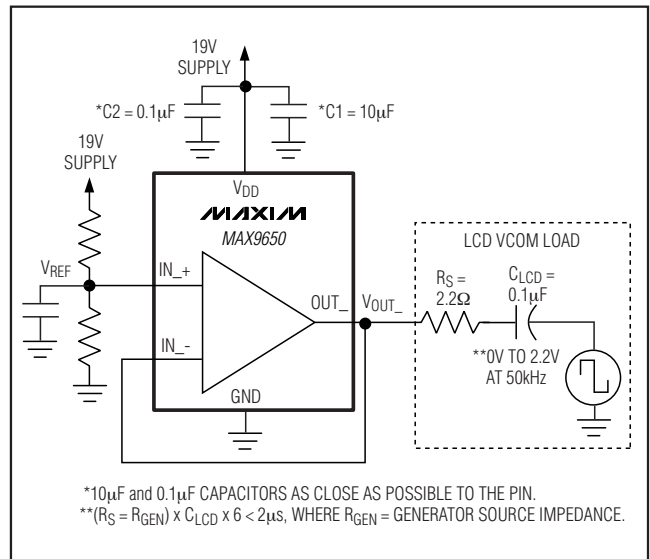 19V
SUPPLY
*C2 = 0.1µF
*C1 = 10µF
19V
SUPPLY
VDD
MAXIM
MAX9650
LCD VCOM LOAD
VREF
IN_+
OUT_
VOUT_
RS =
2.2Ω
CLCD =
0.1µF
IN_-
**0V TO 2.2V
AT 50kHz
GND
*10µF and 0.1µF CAPACITORS AS CLOSE AS POSSIBLE TO THE PIN.
**(RS = RGEN) x CLCD x 6 < 2µs, WHERE RGEN = GENERATOR SOURCE IMPEDANCE.